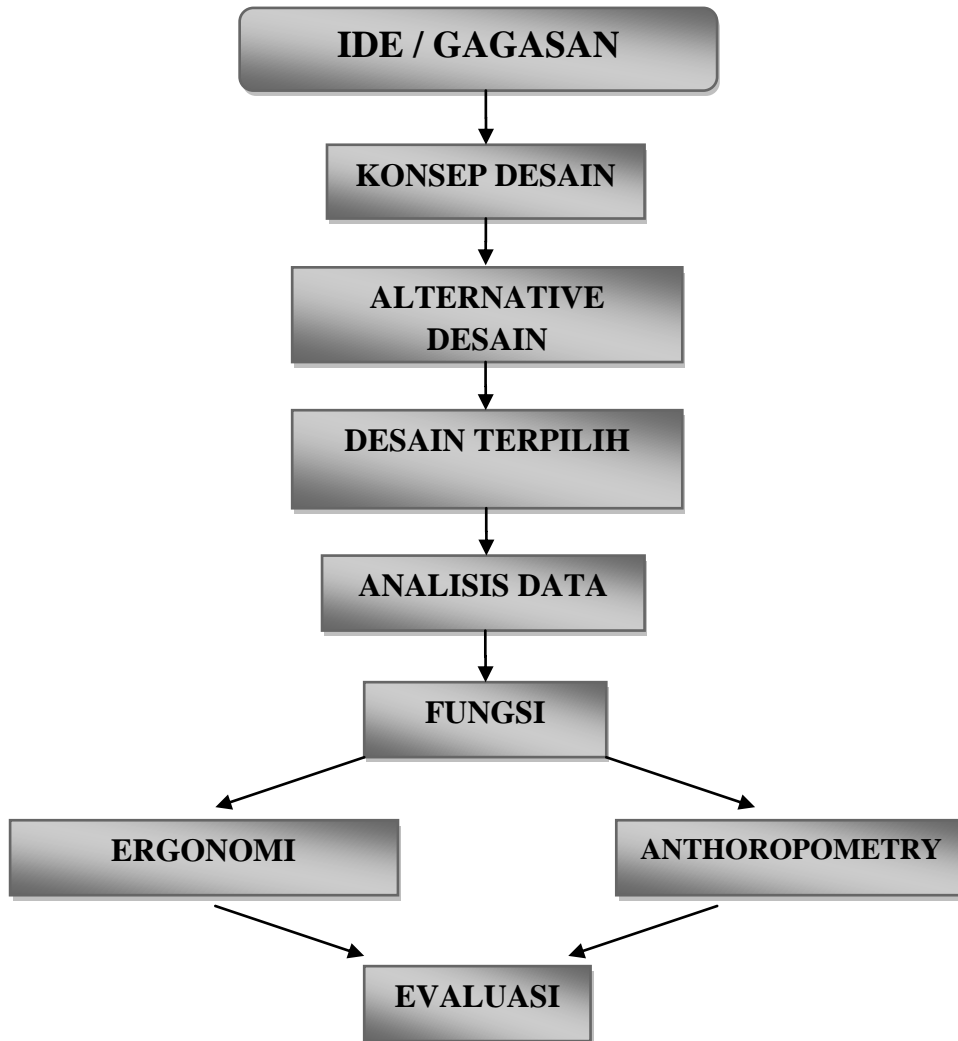 IDE / GAGASAN
KONSEP DESAIN
ALTERNATIVE
DESAIN
DESAIN TERPILIH
ANALISIS DATA
FUNGSI
ERGONOMI
ANTHOROPOMETRY
EVALUASI